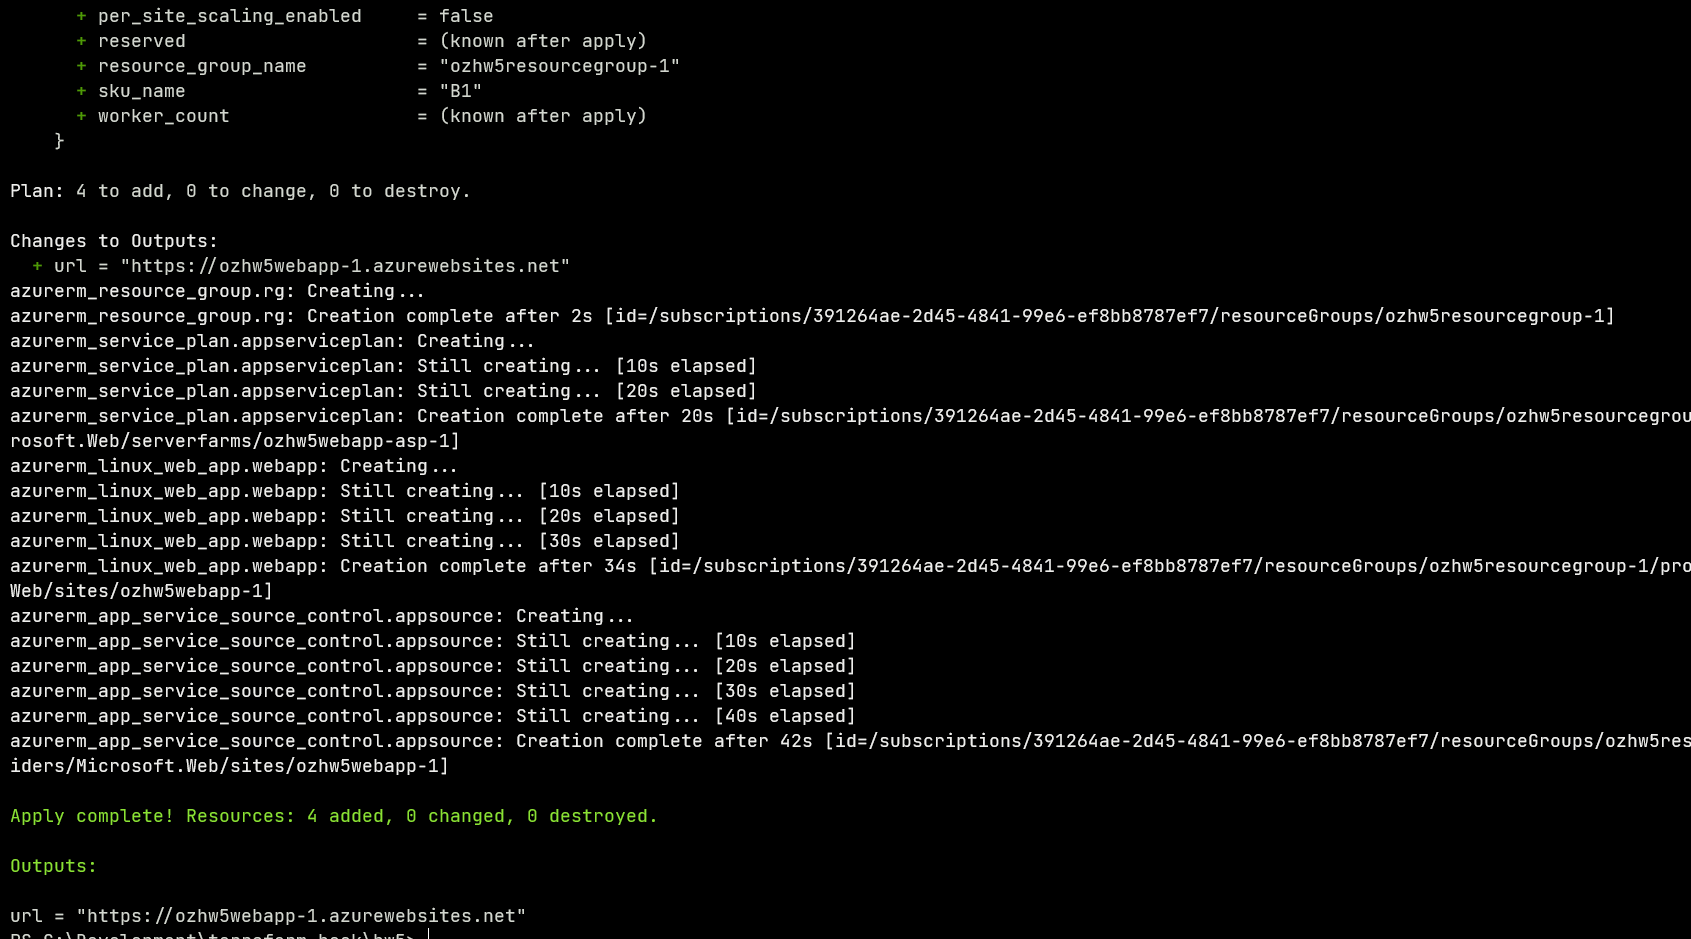 + per_site_scaling_enabled     = false
+ reserved                     = (known after apply)
+ resource_group_name          = "ozhw5resourcegroup-1"
+ sku_name                     = "B1"
+ worker_count                 = (known after apply)
}
Plan: 4 to add, 0 to change, 0 to destroy.
Changes to Outputs:
+ url = "https://ozhw5webapp-1.azurewebsites.net"
azurerm_resource_group.rg: Creating...
azurerm_resource_group.rg: Creation complete after 2s [id=/subscriptions/391264ae-2d45-4841-99e6-ef8bb8787ef7/resourceGroups/ozhw5resourcegroup-1]
azurerm_service_plan.appserviceplan: Creating...
azurerm_service_plan.appserviceplan: Still creating... [10s elapsed]
azurerm_service_plan.appserviceplan: Still creating... [20s elapsed]
azurerm_service_plan.appserviceplan: Creation complete after 20s [id=/subscriptions/391264ae-2d45-4841-99e6-ef8bb8787ef7/resourceGroups/ozhw5resourcegrou
rosoft.Web/serverfarms/ozhw5webapp-asp-1]
azurerm_linux_web_app.webapp: Creating...
azurerm_linux_web_app.webapp: Still creating... [10s elapsed]
azurerm_linux_web_app.webapp: Still creating... [20s elapsed]
azurerm_linux_web_app.webapp: Still creating... [30s elapsed]
azurerm_linux_web_app.webapp: Creation complete after 34s [id=/subscriptions/391264ae-2d45-4841-99e6-ef8bb8787ef7/resourceGroups/ozhw5resourcegroup-1/pro
Web/sites/ozhw5webapp-1]
azurerm_app_service_source_control.appsource: Creating...
azurerm_app_service_source_control.appsource: Still creating... [10s elapsed]
azurerm_app_service_source_control.appsource: Still creating... [20s elapsed]
azurerm_app_service_source_control.appsource: Still creating... [30s elapsed]
azurerm_app_service_source_control.appsource: Still creating... [40s elapsed]
azurerm_app_service_source_control.appsource: Creation complete after 42s [id=/subscriptions/391264ae-2d45-4841-99e6-ef8bb8787ef7/resourceGroups/ozhw5res
iders/Microsoft.Web/sites/ozhw5webapp-1]
Apply complete! Resources: 4 added, 0 changed, 0 destroyed.
Outputs:
url = "https://ozhw5webapp-1.azurewebsites.net"